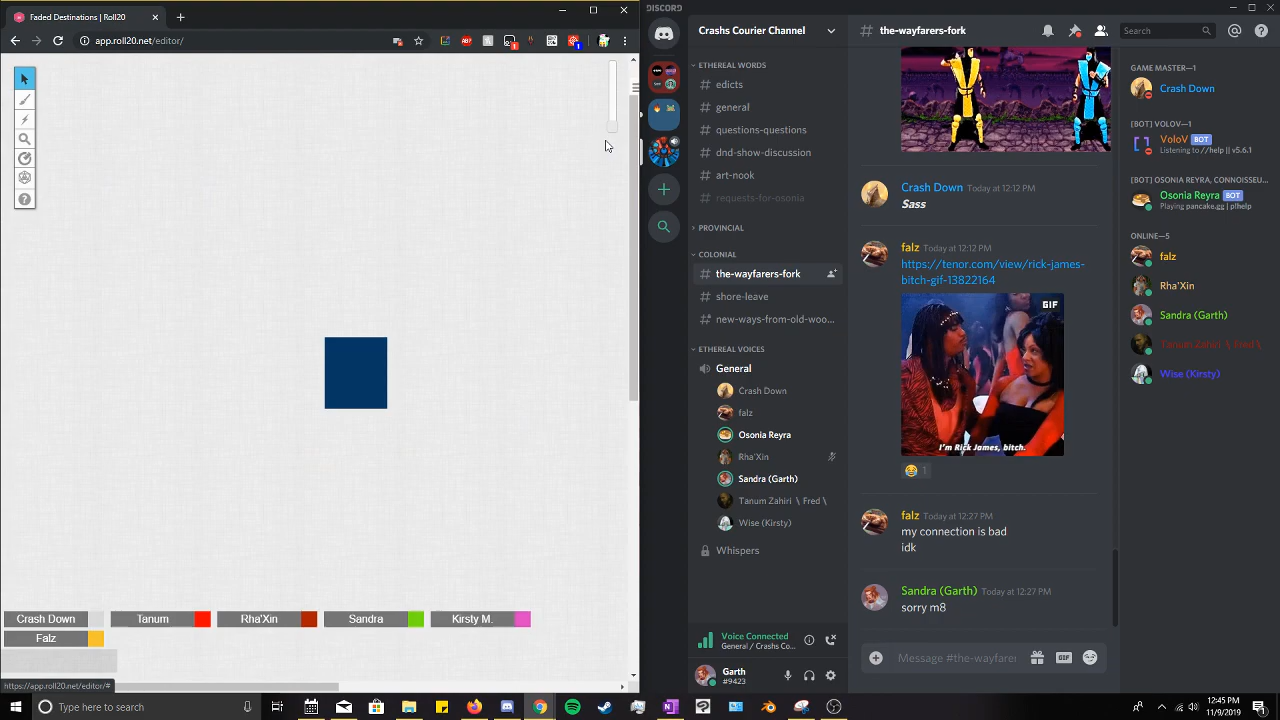 Faded Destinations | Roll20
app.roll20.net/editor/
Crash Down
Tanum
Rha'Xin
Sandra
Kirsty M.
Falz
https://app.roll20.net/editor/#
DISCORD
Crashs Courier Channel
ETHEREAL WORDS
# edicts
# general
# questions-questions
# dnd-show-discussion
# art-nook
# requests-for-osonia
PROVINCIAL
COLONIAL
# the-wayfarers-fork
# shore-leave
# new-ways-from-old-woo...
ETHEREAL VOICES
General
Crash Down
falz
Osonia Reyra
Rha'Xin
Sandra (Garth)
Tanum Zahiri \ Fred \
Wise (Kirsty)
Whispers
Voice Connected
General / Crashs Co...
Garth
#9423
# the-wayfarers-fork
Search
Crash Down Today at 12:12 PM
Sass
falz Today at 12:12 PM
https://tenor.com/view/rick-james-
bitch-gif-13822164
GIF
I'm Rick James, bitch.
1
falz Today at 12:27 PM
my connection is bad
idk
Sandra (Garth) Today at 12:27 PM
sorry m8
Message #the-wayfarer
GIF
GAME MASTER—1
Crash Down
[BOT] VOLOV—1
VoloV BOT
Listening to //help || v5.6.1
[BOT] OSONIA REYRA, CONNOISSEU...
Osonia Reyra BOT
Playing pancake.gg | p!help
ONLINE—5
falz
Rha'Xin
Sandra (Garth)
Tanum Zahiri \ Fred \
Wise (Kirsty)
Type here to search
12:45 PM
11/9/2019